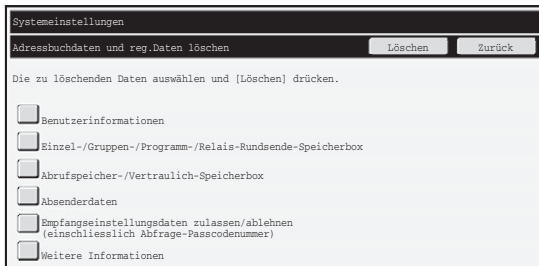 Systemeinstellungen
Adressbuchdaten und reg.Daten löschen Löschen Zurück
Die zu löschenden Daten auswählen und [Löschen] drücken.
Benutzerinformationen
Einzel-/Gruppen-/Programm-/Relais-Rundsende-Speicherbox
Abrufspeicher-/Vertraulich-Speicherbox
Absenderdaten
Empfangseinstellungsdaten zulassen/ablehnen
(einschliesslich Abfrage-Passcodenummer)
Weitere Informationen